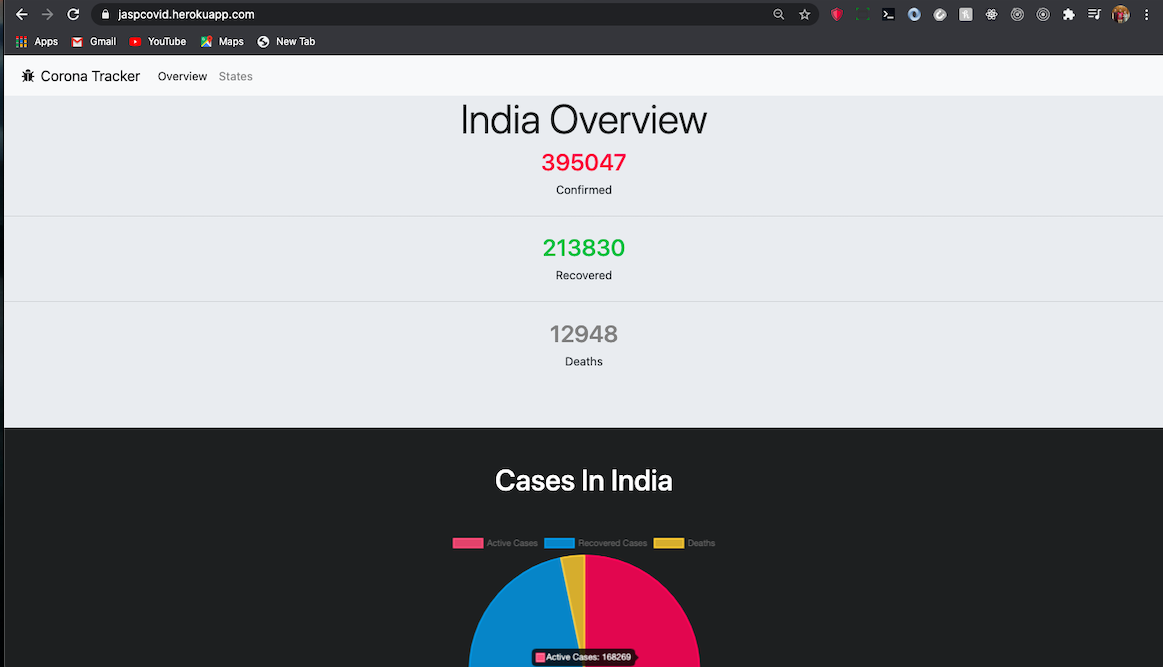 jaspcovid.herokuapp.com
Apps Gmail YouTube Maps New Tab
Corona Tracker Overview States
India Overview
395047
Confirmed
213830
Recovered
12948
Deaths
Cases In India
Active Cases Recovered Cases Deaths
Active Cases: 168269